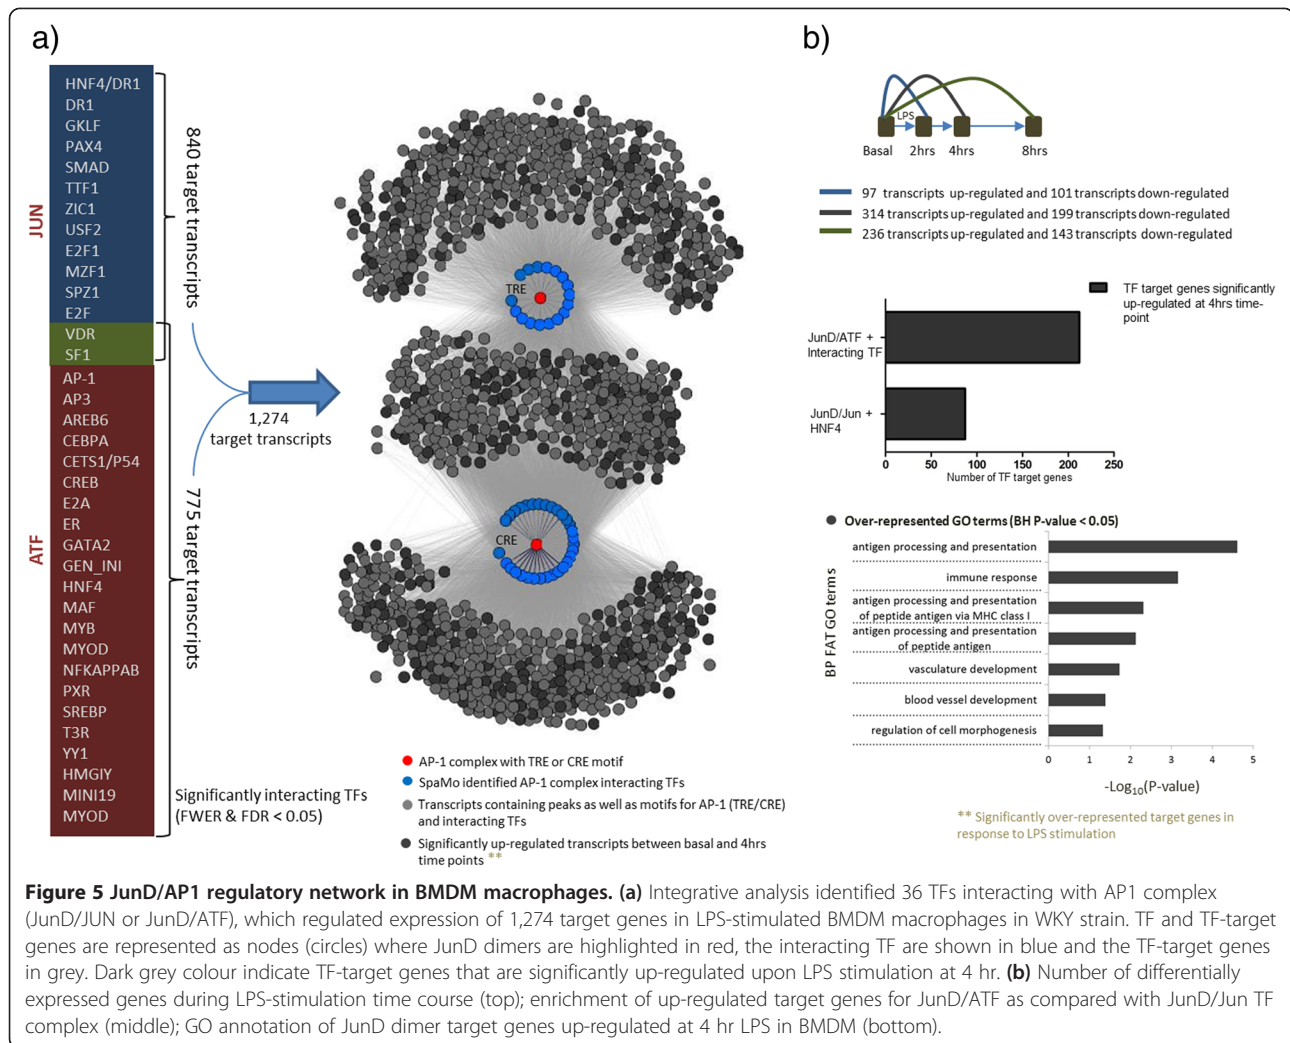 a)
JUN
HNF4/DR1
DR1
GKLF
PAX4
SMAD
TTF1
ZIC1
USF2
E2F1
MZF1
SPZ1
E2F
VDR
SF1
ATF
AP-1
AP3
AREB6
CEBPA
CETS1/P54
CREB
E2A
ER
GATA2
GEN_INI
HNF4
MAF
MYB
MYOD
NFKAPPAB
PXR
SREBP
T3R
YY1
HMGIY
MINI19
MYOD
840 target transcripts
775 target transcripts
1,274
target transcripts
Significantly interacting TFs
(FWER & FDR < 0.05)
TRE
CRE
AP-1 complex with TRE or CRE motif
SpaMo identified AP-1 complex interacting TFs
Transcripts containing peaks as well as motifs for AP-1 (TRE/CRE)
and interacting TFs
Significantly up-regulated transcripts between basal and 4hrs
time points **
b)
LPS
Basal 2hrs 4hrs 8hrs
97 transcripts up-regulated and 101 transcripts down-regulated
314 transcripts up-regulated and 199 transcripts down-regulated
236 transcripts up-regulated and 143 transcripts down-regulated
TF target genes significantly
up-regulated at 4hrs time-
point
JunD/ATF +
Interacting TF
JunD/Jun +
HNF4
0 50 100 150 200 250
Number of TF target genes
Over-represented GO terms (BH P-value < 0.05)
BP FAT GO terms
antigen processing and presentation
immune response
antigen processing and presentation
of peptide antigen via MHC class I
antigen processing and presentation
of peptide antigen
vasculature development
blood vessel development
regulation of cell morphogenesis
0 1 2 3 4 5
-Log10(P-value)
** Significantly over-represented target genes in
response to LPS stimulation
Figure 5 JunD/AP1 regulatory network in BMDM macrophages. (a) Integrative analysis identified 36 TFs interacting with AP1 complex
(JunD/JUN or JunD/ATF), which regulated expression of 1,274 target genes in LPS-stimulated BMDM macrophages in WKY strain. TF and TF-target
genes are represented as nodes (circles) where JunD dimers are highlighted in red, the interacting TF are shown in blue and the TF-target genes
in grey. Dark grey colour indicate TF-target genes that are significantly up-regulated upon LPS stimulation at 4 hr. (b) Number of differentially
expressed genes during LPS-stimulation time course (top); enrichment of up-regulated target genes for JunD/ATF as compared with JunD/Jun TF
complex (middle); GO annotation of JunD dimer target genes up-regulated at 4 hr LPS in BMDM (bottom).